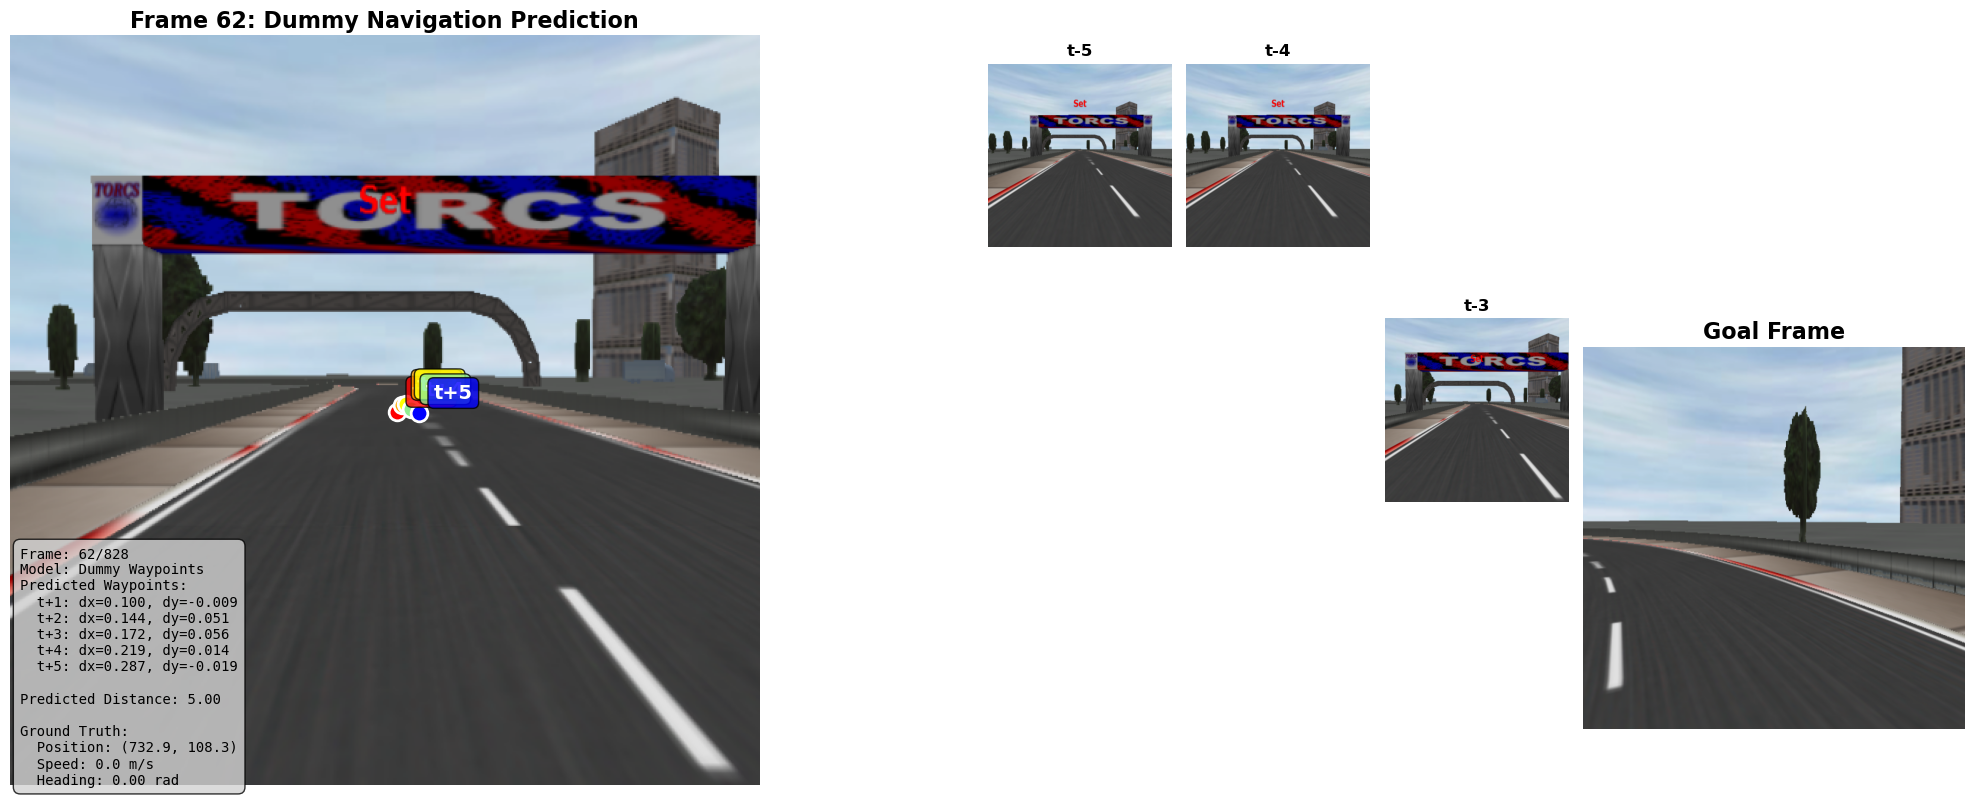 Frame 62: Dummy Navigation Prediction
TORCS
TORCS
Set
t+5
Frame: 62/828
Model: Dummy Waypoints
Predicted Waypoints:
t+1: dx=0.100, dy=-0.009
t+2: dx=0.144, dy=0.051
t+3: dx=0.172, dy=0.056
t+4: dx=0.219, dy=0.014
t+5: dx=0.287, dy=-0.019
Predicted Distance: 5.00
Ground Truth:
Position: (732.9, 108.3)
Speed: 0.0 m/s
Heading: 0.00 rad
t-5
Set
TORCS
t-4
Set
TORCS
t-3
TORCS
Goal Frame